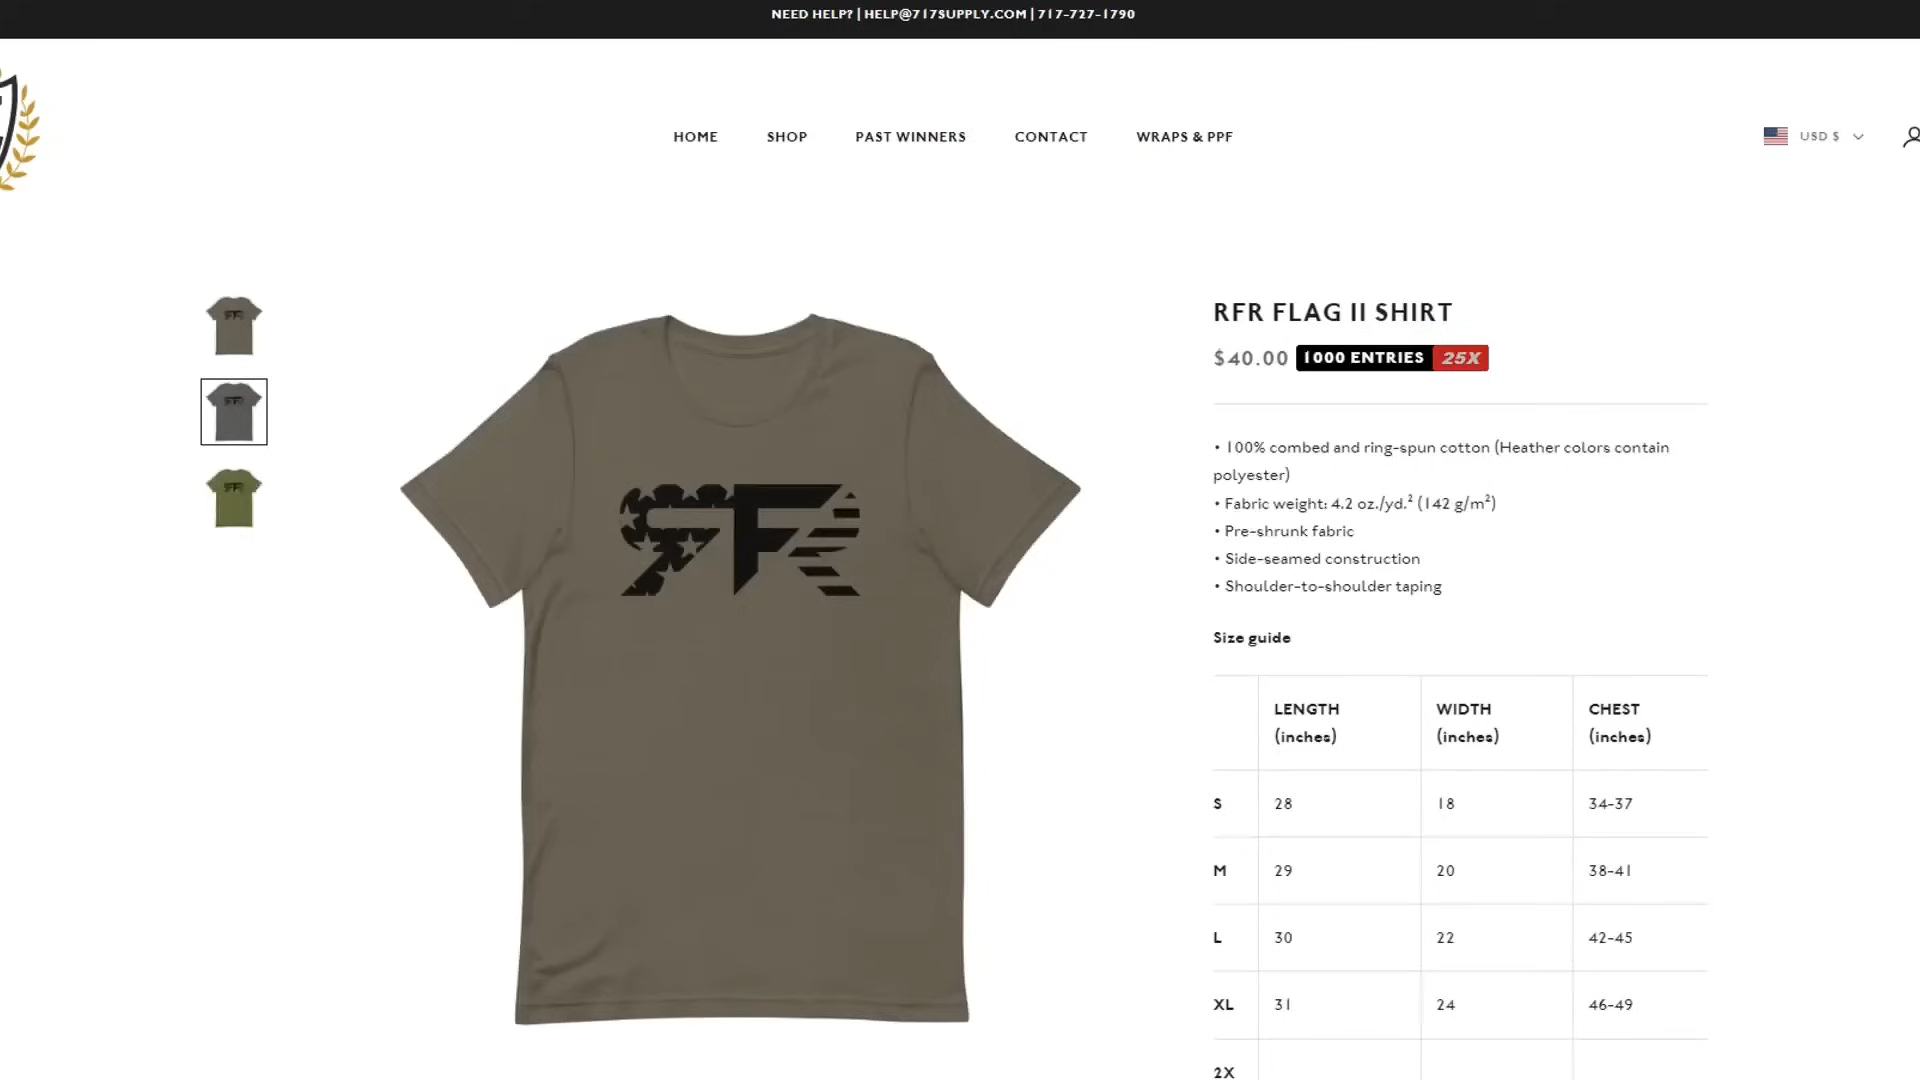 NEED HELP? | HELP@717SUPPLY.COM | 717-727-1790
HOME SHOP PAST WINNERS CONTACT WRAPS & PPF
USD $
RFR FLAG II SHIRT
$40.00 1000 ENTRIES 25X
• 100% combed and ring-spun cotton (Heather colors contain
polyester)
• Fabric weight: 4.2 oz./yd.² (142 g/m²)
• Pre-shrunk fabric
• Side-seamed construction
• Shoulder-to-shoulder taping
RFR
Size guide
LENGTH WIDTH CHEST
(inches) (inches) (inches)
S 28 18 34-37
M 29 20 38-41
L 30 22 42-45
XL 31 24 46-49
2X